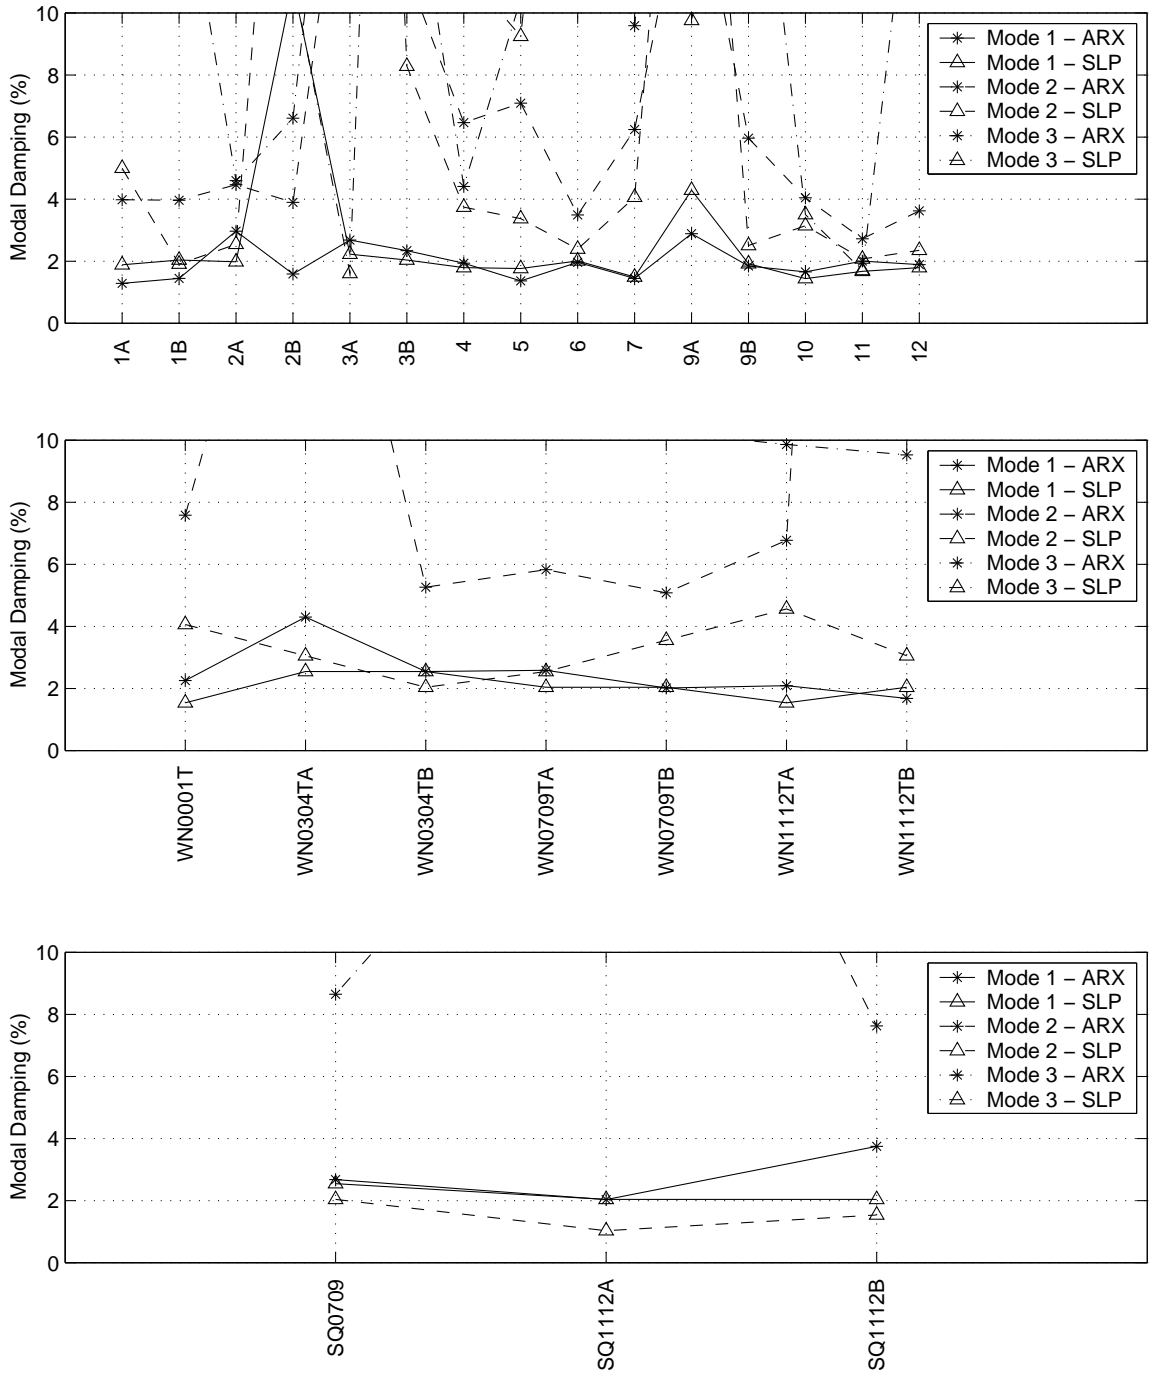 10
8
6
4
2
0
Modal Damping (%)
1A
1B
2A
2B
3A
3B
4
5
6
7
9A
9B
10
11
12
Mode 1 – ARX
Mode 1 – SLP
Mode 2 – ARX
Mode 2 – SLP
Mode 3 – ARX
Mode 3 – SLP
10
8
6
4
2
0
Modal Damping (%)
WN0001T
WN0304TA
WN0304TB
WN0709TA
WN0709TB
WN1112TA
WN1112TB
Mode 1 – ARX
Mode 1 – SLP
Mode 2 – ARX
Mode 2 – SLP
Mode 3 – ARX
Mode 3 – SLP
10
8
6
4
2
0
Modal Damping (%)
SQ0709
SQ1112A
SQ1112B
Mode 1 – ARX
Mode 1 – SLP
Mode 2 – ARX
Mode 2 – SLP
Mode 3 – ARX
Mode 3 – SLP